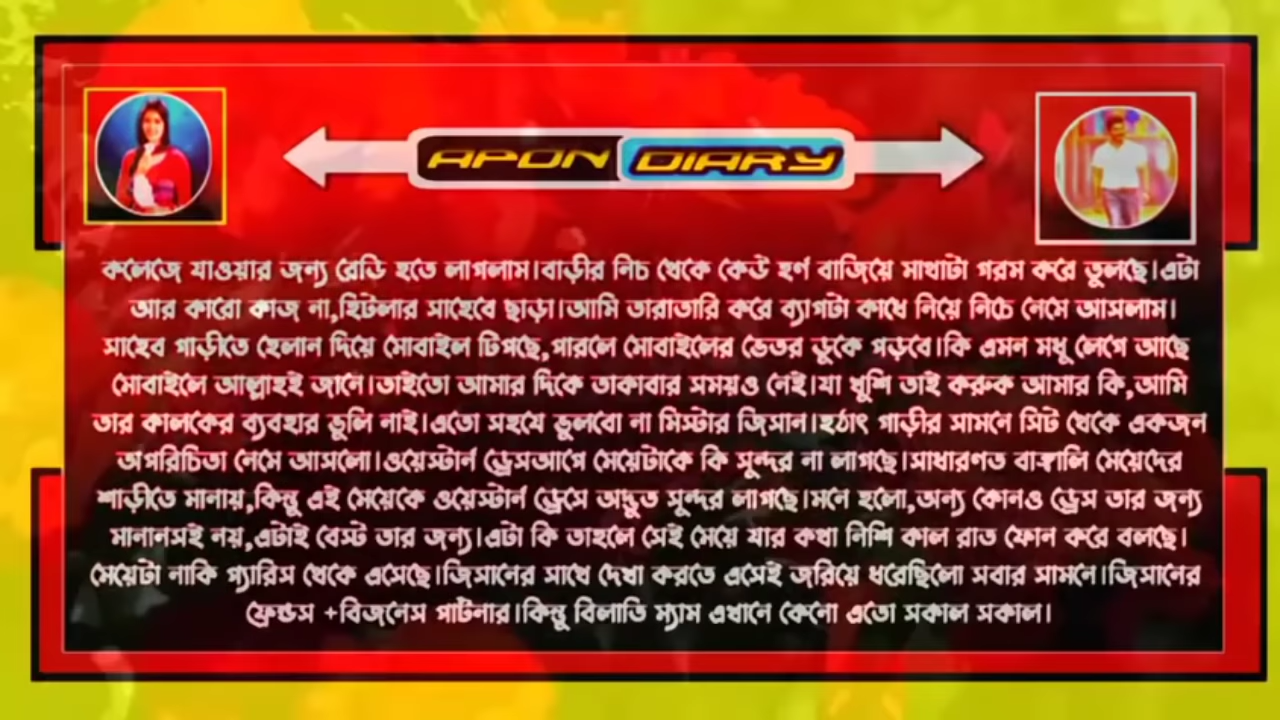 APON DIARY
কলেজে যাওয়ার জন্য রেডি হতে লাগলাম।বাড়ীর নিচ থেকে কেউ হর্ণ বাজিয়ে মাথাটা গরম করে তুলছে।এটা
আর কারো কাজ না,হিটলার সাহেবে ছাড়া।আমি তারাতারি করে ব্যাগটা কাধে নিয়ে নিচে নেমে আসলাম।
সাহেব গাড়ীতে হেলান দিয়ে মোবাইল টিপছে,পারলে মোবাইলের ভেতর ডুকে পড়বে।কি এমন মধু লেগে আছে
মোবাইলে আল্লাহই জানে।তাইতো আমার দিকে তাকাবার সময়ও নেই।যা খুশি তাই করুক আমার কি,আমি
তার কালকের ব্যবহার ভুলি নাই।এতো সহযে ভুলবো না মিস্টার জিসান।হঠাৎ গাড়ীর সামনে সিট থেকে একজন
অপরিচিতা নেমে আসলো।ওয়েস্টার্ন ড্রেসআপে মেয়েটাকে কি সুন্দর না লাগছে।সাধারণত বাঙ্গালি মেয়েদের
শাড়ীতে মানায়,কিন্তু এই মেয়েকে ওয়েস্টার্ন ড্রেসে অদ্ভুত সুন্দর লাগছে।মনে হলো,অন্য কোনও ড্রেস তার জন্য
মানানসই নয়,এটাই বেস্ট তার জন্য।এটা কি তাহলে সেই মেয়ে যার কথা নিশি কাল রাত ফোন করে বলছে।
মেয়েটা নাকি প্যারিস থেকে এসেছে।জিসানের সাথে দেখা করতে এসেই জরিয়ে ধরেছিলো সবার সামনে।জিসানের
ফ্রেন্ডস +বিজনেস পার্টনার।কিন্তু বিলাতি ম্যাম এখানে কেনো এতো সকাল সকাল।